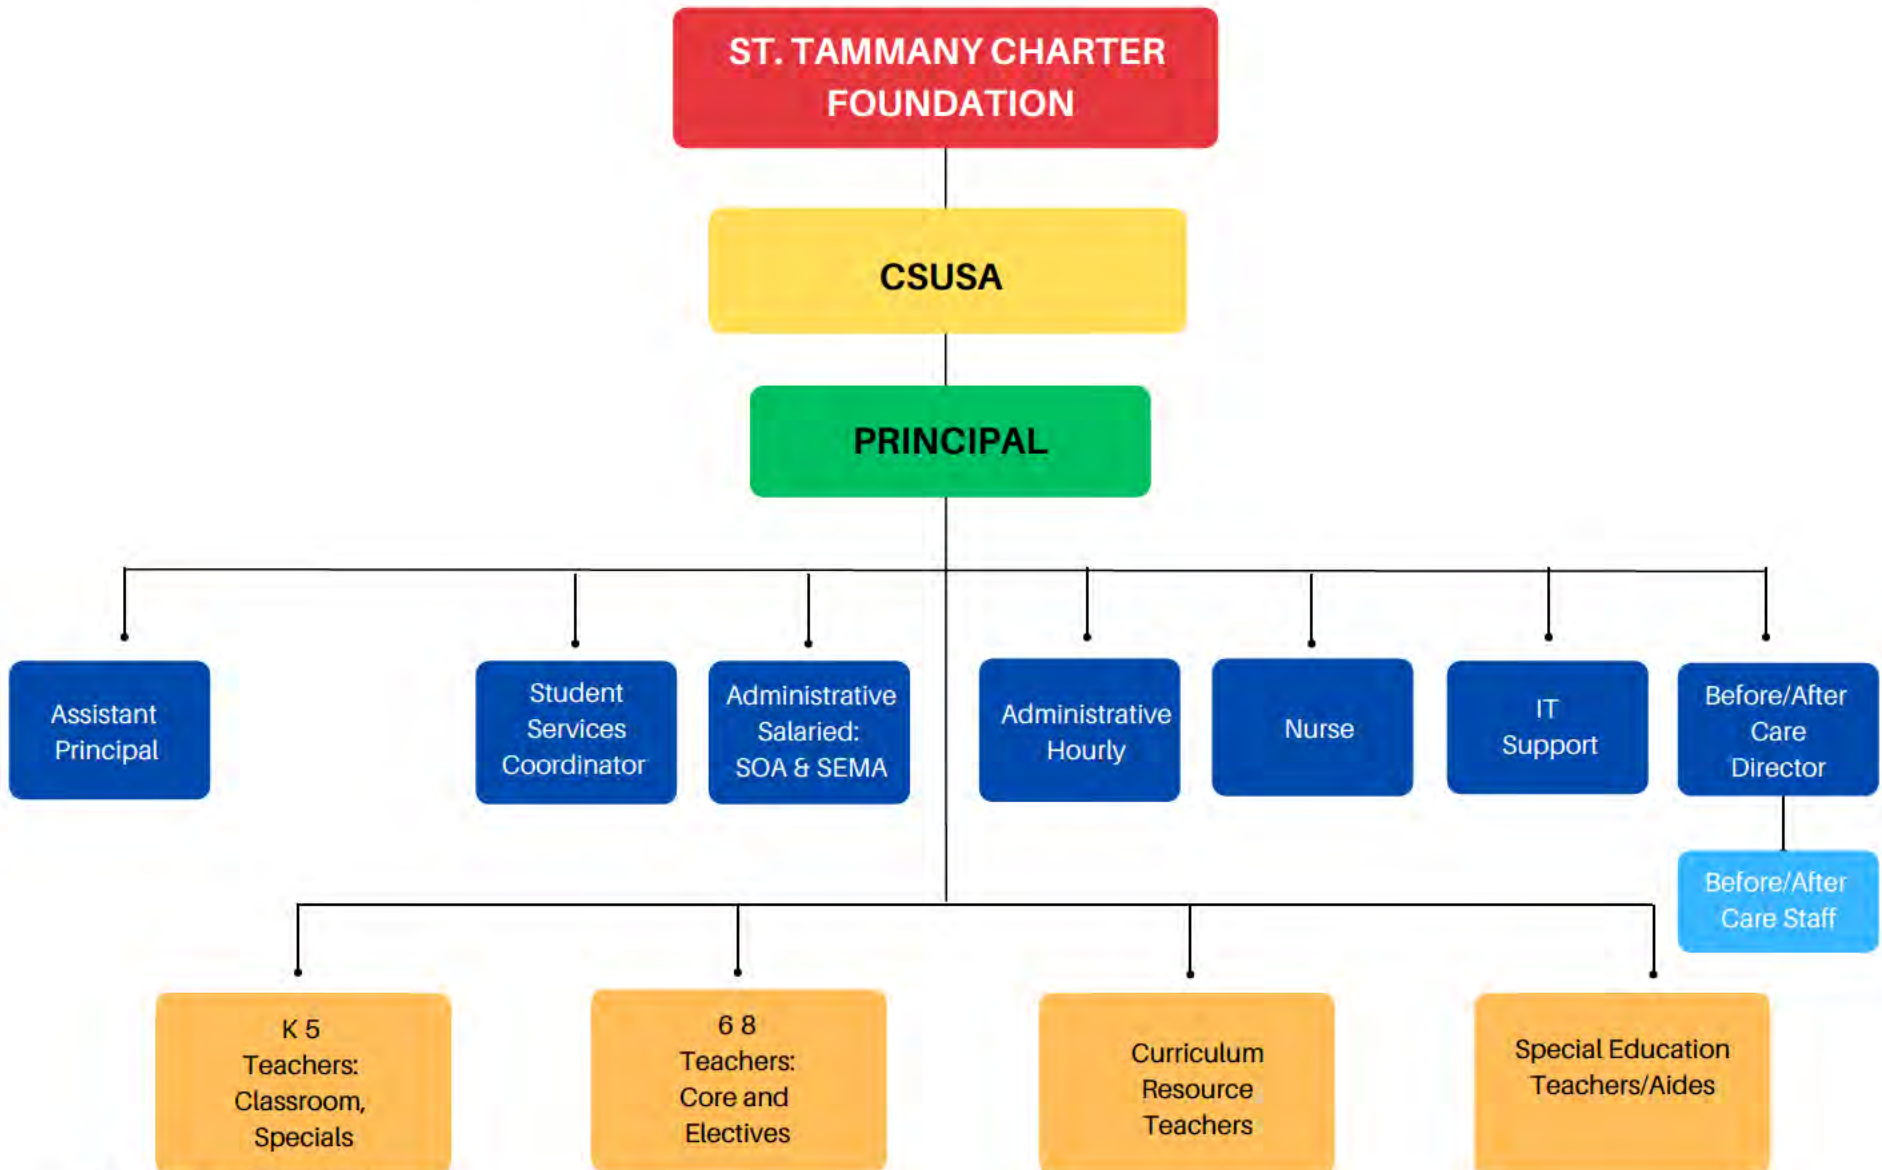 ST. TAMMANY CHARTER
FOUNDATION
CSUSA
PRINCIPAL
Assistant
Principal
Student
Services
Coordinator
Administrative
Salaried:
SOA & SEMA
Administrative
Hourly
Nurse
IT
Support
Before/After
Care
Director
Before/After
Care Staff
K 5
Teachers:
Classroom,
Specials
6 8
Teachers:
Core and
Electives
Curriculum
Resource
Teachers
Special Education
Teachers/Aides